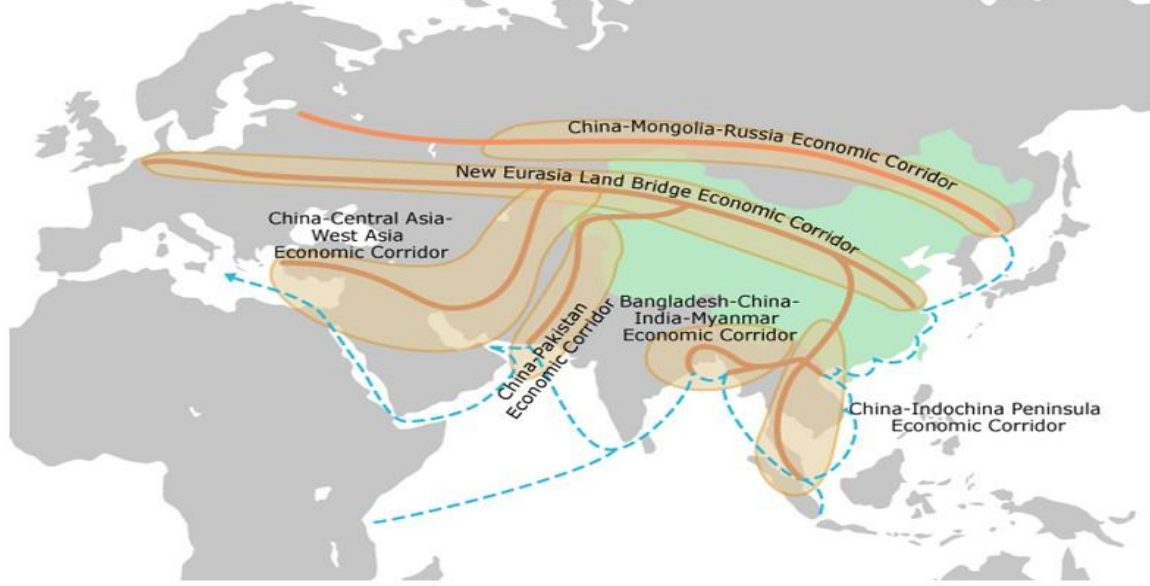 China-Mongolia-Russia Economic Corridor
New Eurasia Land Bridge Economic Corridor
China-Central Asia-
West Asia
Economic Corridor
Bangladesh-China-
India-Myanmar
Economic Corridor
China-Pakistan
Economic Corridor
China-Indochina Peninsula
Economic Corridor